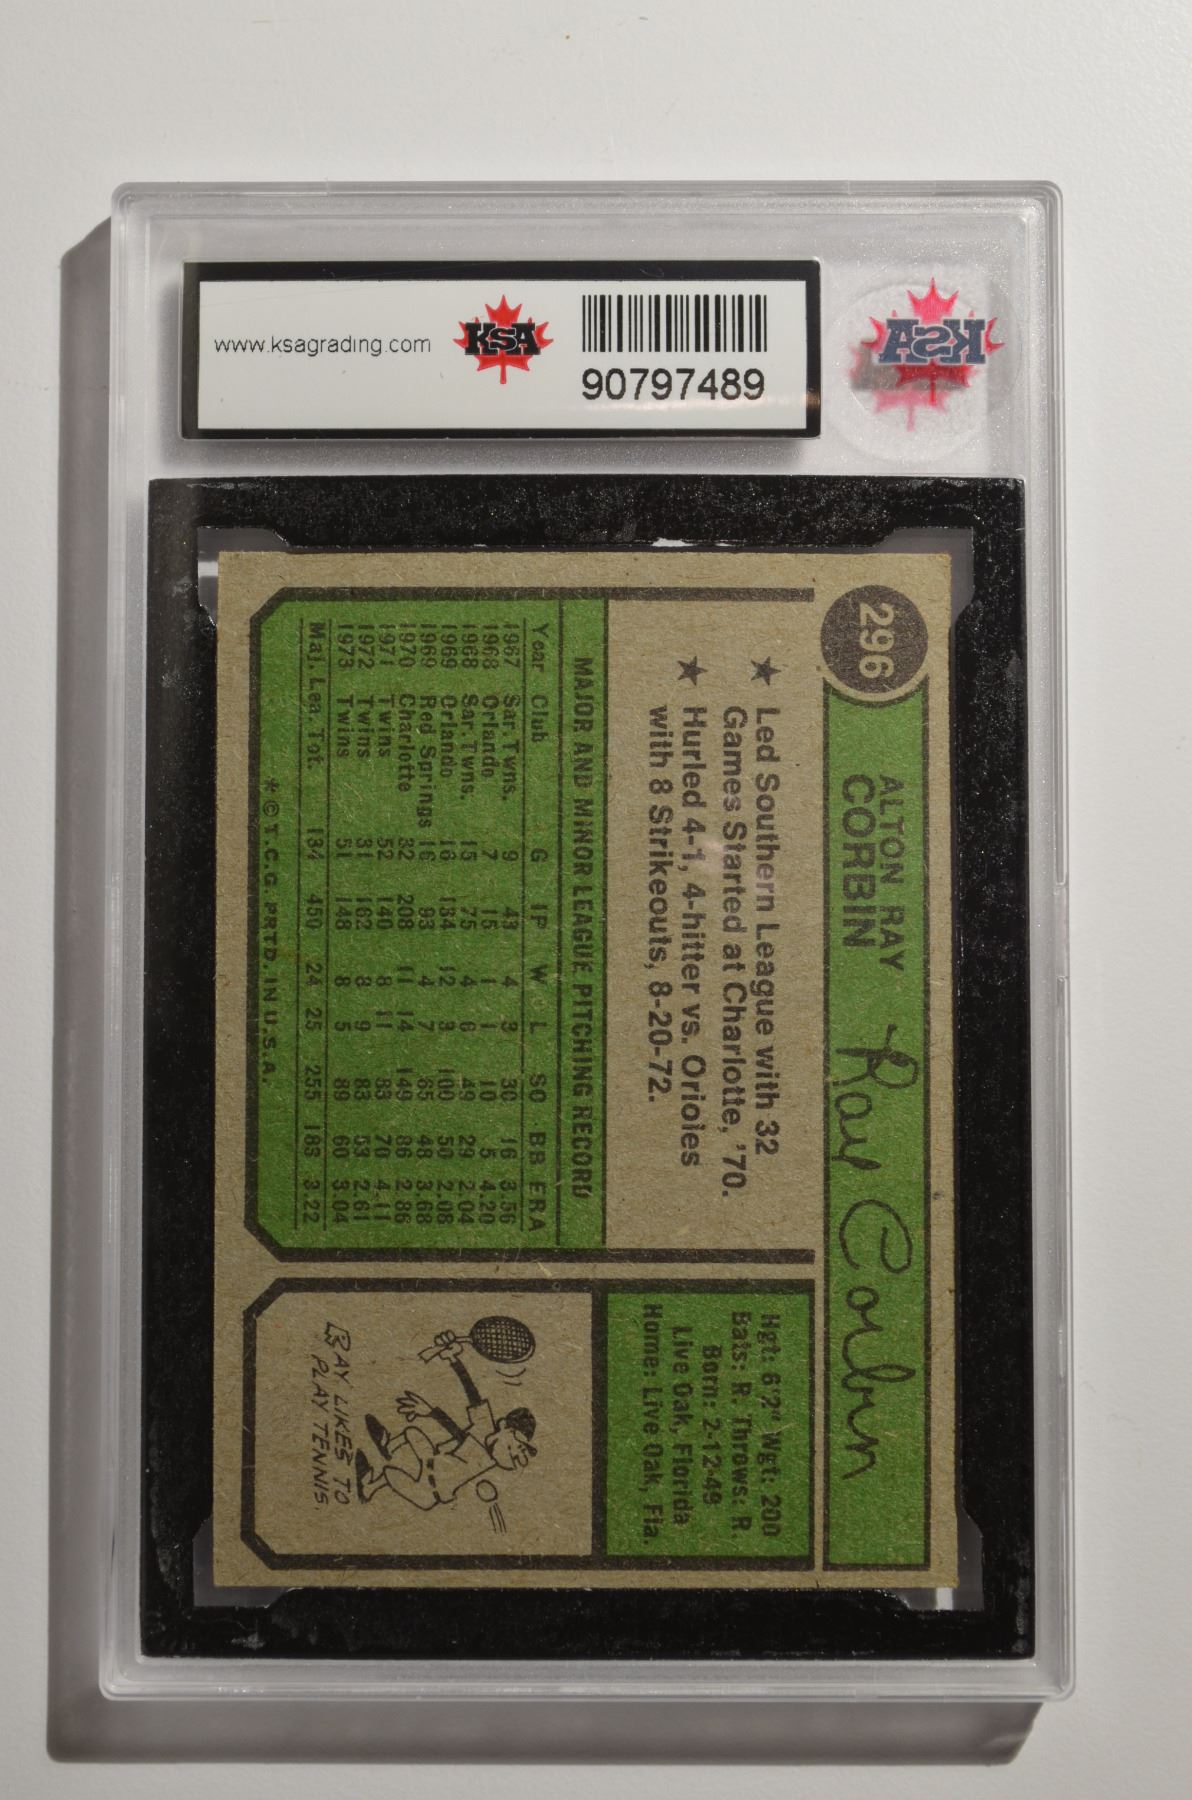 www.ksagrading.com
KSA
90797489
KSA
296
ALTON RAY
CORBIN
Ray Corbin
★ Led Southern League with 32
Games Started at Charlotte, '70.
★ Hurled 4-1, 4-hitter vs. Orioles
with 8 Strikeouts, 8-20-72.
MAJOR AND MINOR LEAGUE PITCHING RECORD
Year Club G IP W L SO BB ERA
1967 Sar. Twns. 9 43 4 3 30 16 3.56
1968 Orlando 7 15 1 1 10 5 4.20
1968 Sar. Twns. 15 75 4 6 49 29 2.04
1969 Orlando 16 134 12 3 100 50 2.08
1969 Red Springs 16 93 4 7 65 48 3.68
1970 Charlotte 32 208 11 14 149 86 2.86
1971 Twins 52 140 8 11 83 70 4.11
1972 Twins 31 162 8 9 83 53 2.61
1973 Twins 51 148 8 5 89 60 3.04
Maj. Lea. Tot. 134 450 24 25 255 183 3.22
*© T.C.G. PRTD. IN U.S.A.
Hgt: 6'2" Wgt: 200
Bats: R. Throws: R.
Born: 2-12-49
Live Oak, Florida
Home: Live Oak, Fla.
RAY LIKES TO
PLAY TENNIS.